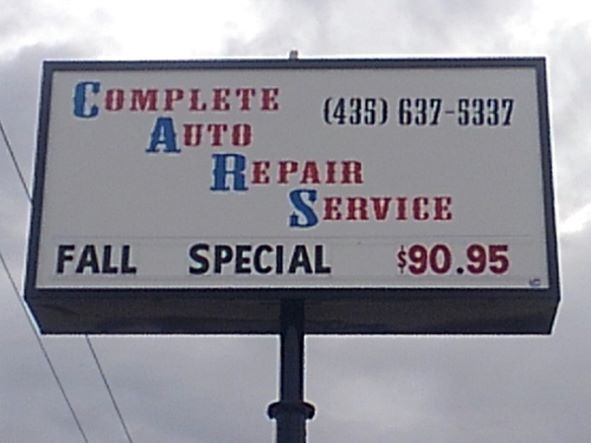 COMPLETE (435) 637-5337
AUTO
REPAIR
SERVICE
FALL SPECIAL $90.95